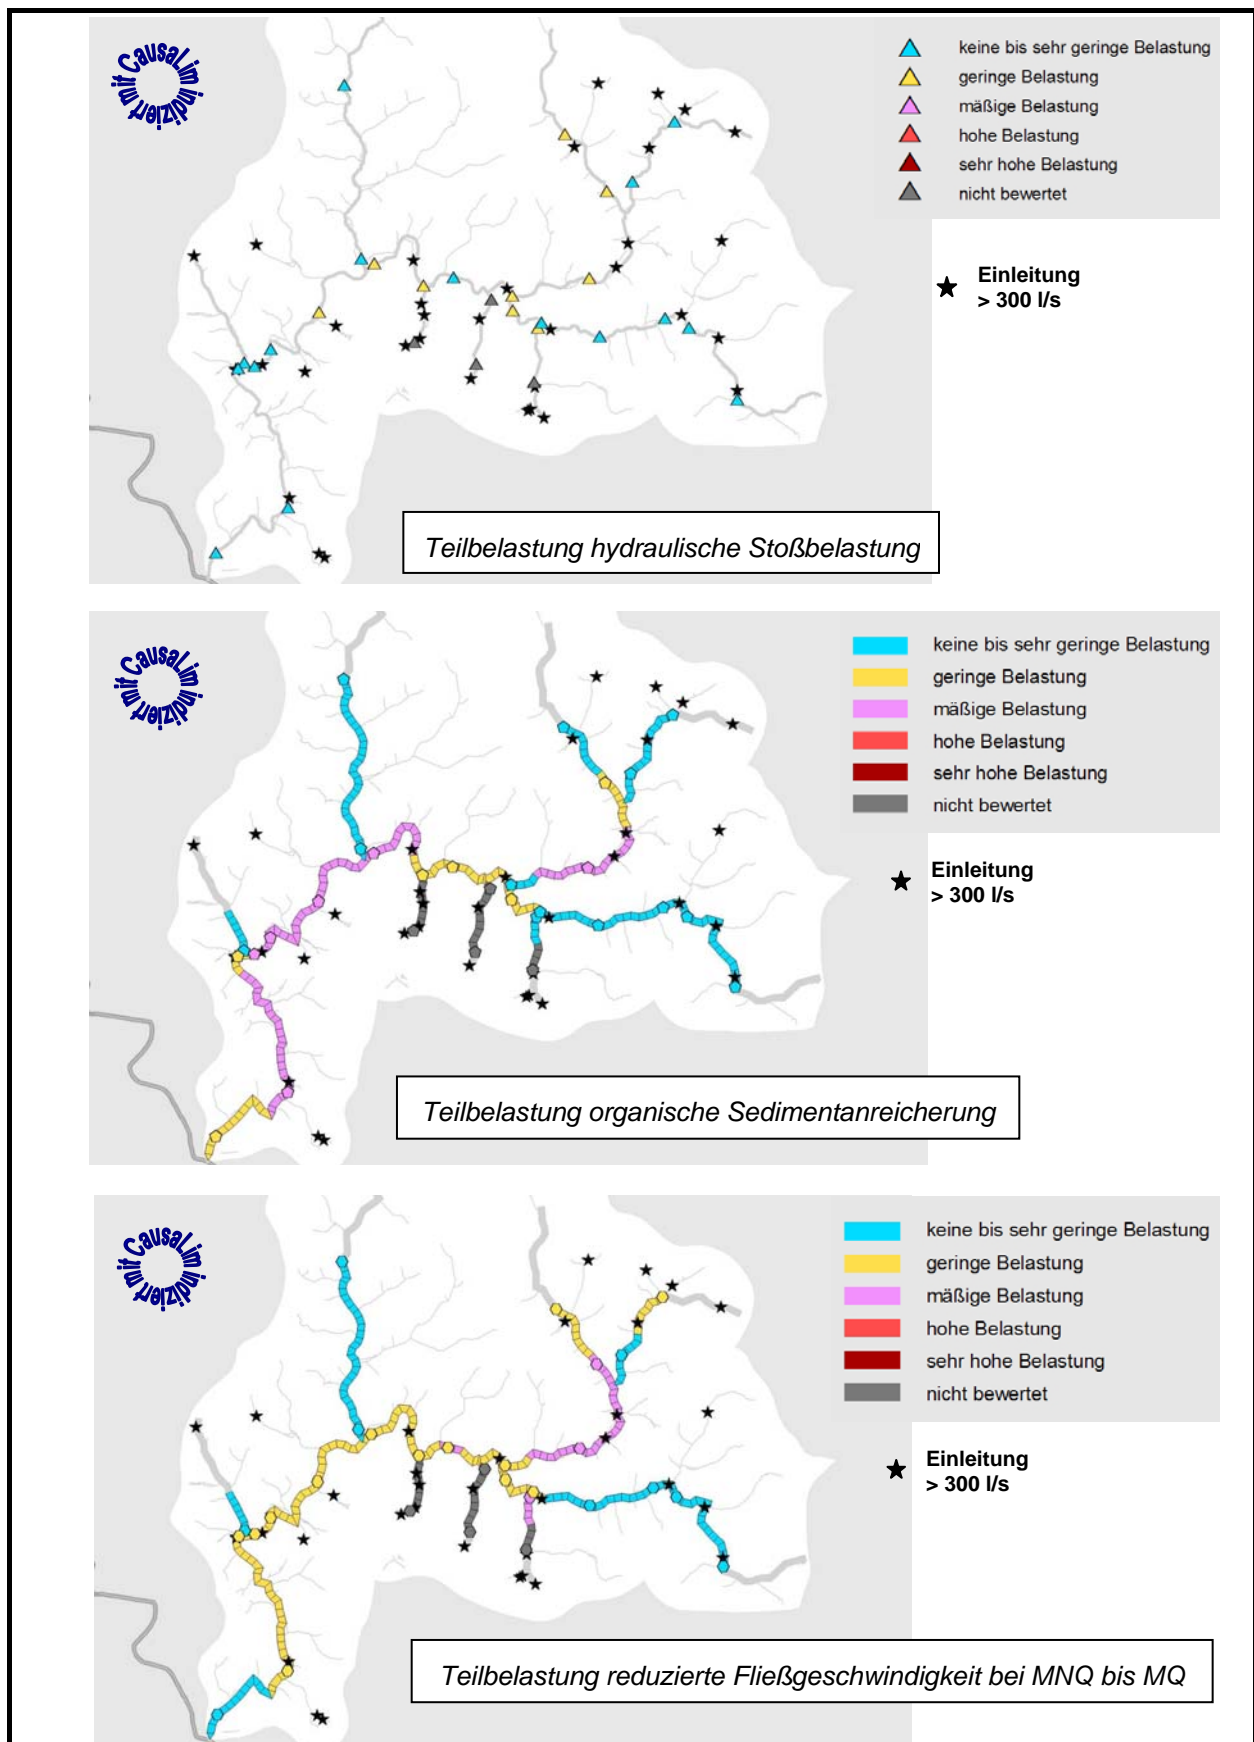 mit CausaLim indiziert
keine bis sehr geringe Belastung
geringe Belastung
mäßige Belastung
hohe Belastung
sehr hohe Belastung
nicht bewertet
Einleitung
> 300 l/s
Teilbelastung hydraulische Stoßbelastung
mit CausaLim indiziert
keine bis sehr geringe Belastung
geringe Belastung
mäßige Belastung
hohe Belastung
sehr hohe Belastung
nicht bewertet
Einleitung
> 300 l/s
Teilbelastung organische Sedimentanreicherung
mit CausaLim indiziert
keine bis sehr geringe Belastung
geringe Belastung
mäßige Belastung
hohe Belastung
sehr hohe Belastung
nicht bewertet
Einleitung
> 300 l/s
Teilbelastung reduzierte Fließgeschwindigkeit bei MNQ bis MQ